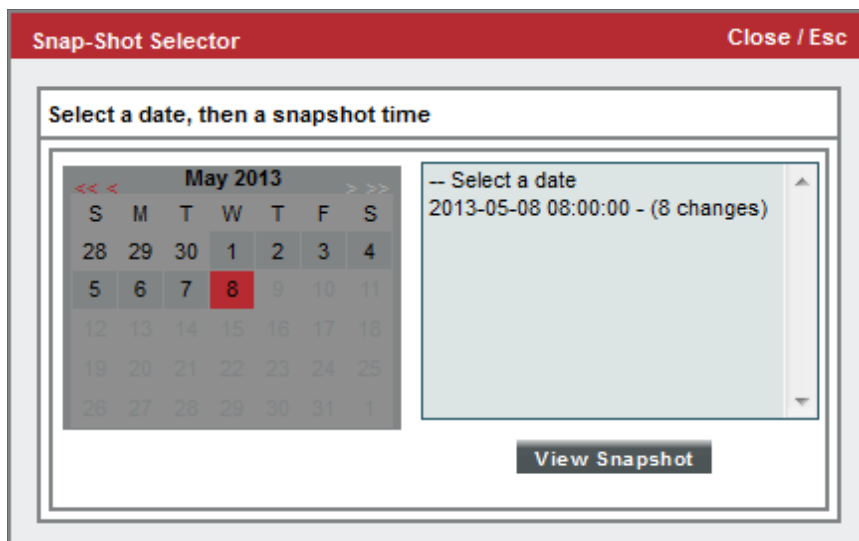 Snap-Shot Selector Close / Esc
Select a date, then a snapshot time
<< < May 2013 > >>
S M T W T F S
28 29 30 1 2 3 4
5 6 7 8 9 10 11
12 13 14 15 16 17 18
19 20 21 22 23 24 25
26 27 28 29 30 31 1
-- Select a date
2013-05-08 08:00:00 - (8 changes)
View Snapshot